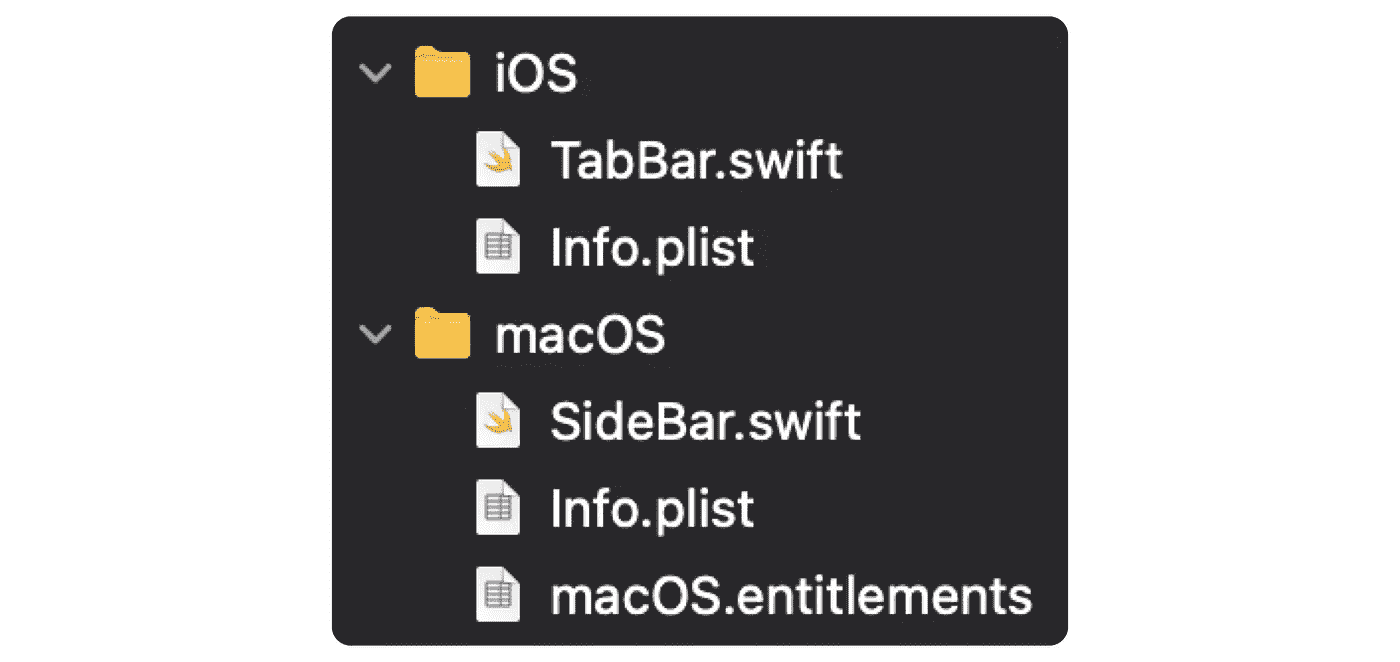 iOS
TabBar.swift
Info.plist
macOS
SideBar.swift
Info.plist
macOS.entitlements